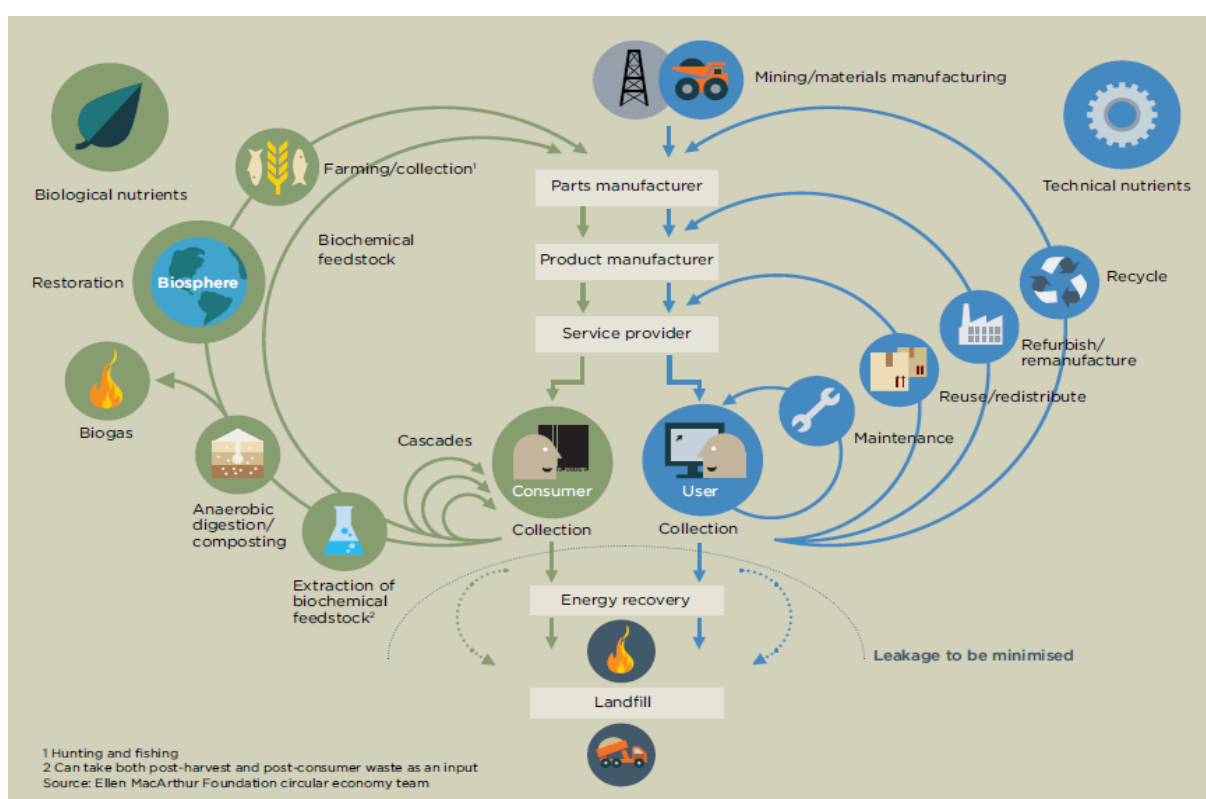 Mining/materials manufacturing
Biological nutrients
Technical nutrients
Farming/collection¹
Parts manufacturer
Biochemical
feedstock
Product manufacturer
Restoration
Biosphere
Recycle
Service provider
Refurbish/
remanufacture
Reuse/redistribute
Biogas
Cascades
Maintenance
Consumer
User
Anaerobic
digestion/
composting
Collection
Collection
Extraction of
biochemical
feedstock²
Energy recovery
Leakage to be minimised
Landfill
1 Hunting and fishing
2 Can take both post-harvest and post-consumer waste as an input
Source: Ellen MacArthur Foundation circular economy team